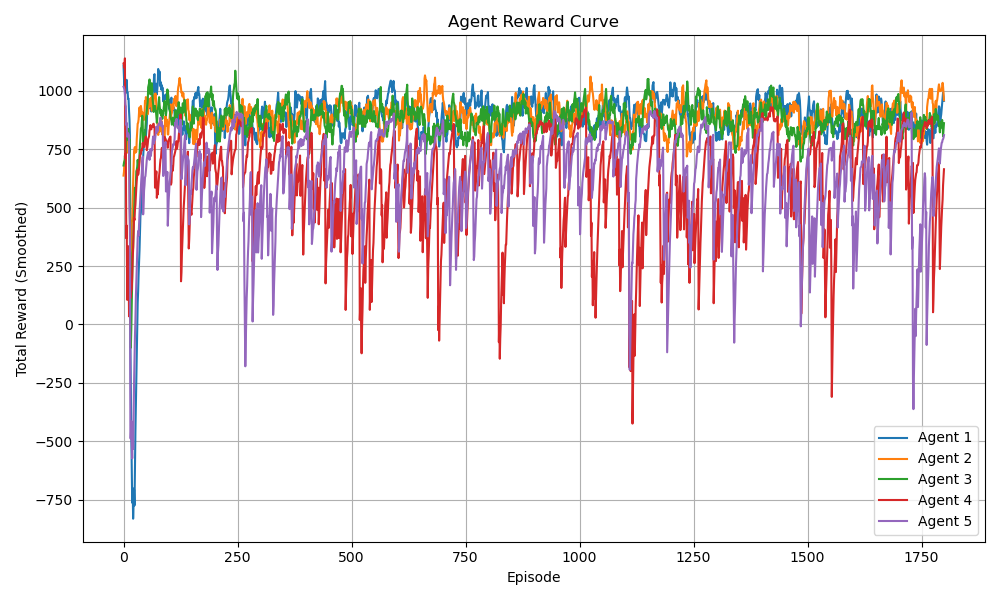 Agent Reward Curve
Total Reward (Smoothed)
1000
750
500
250
0
−250
−500
−750
0 250 500 750 1000 1250 1500 1750
Episode
Agent 1
Agent 2
Agent 3
Agent 4
Agent 5